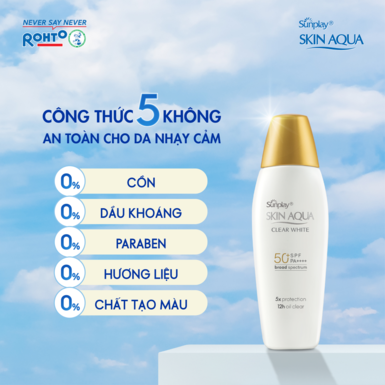 NEVER SAY NEVER
ROHTO
Sunplay®
SKIN AQUA
CÔNG THỨC 5 KHÔNG
AN TOÀN CHO DA NHẠY CẢM
0% CỒN
0% DẦU KHOÁNG
0% PARABEN
0% HƯƠNG LIỆU
0% CHẤT TẠO MÀU
Sunplay®
SKIN AQUA
CLEAR WHITE
50+ SPF
PA++++
broad spectrum
5x protection
12h oil clear